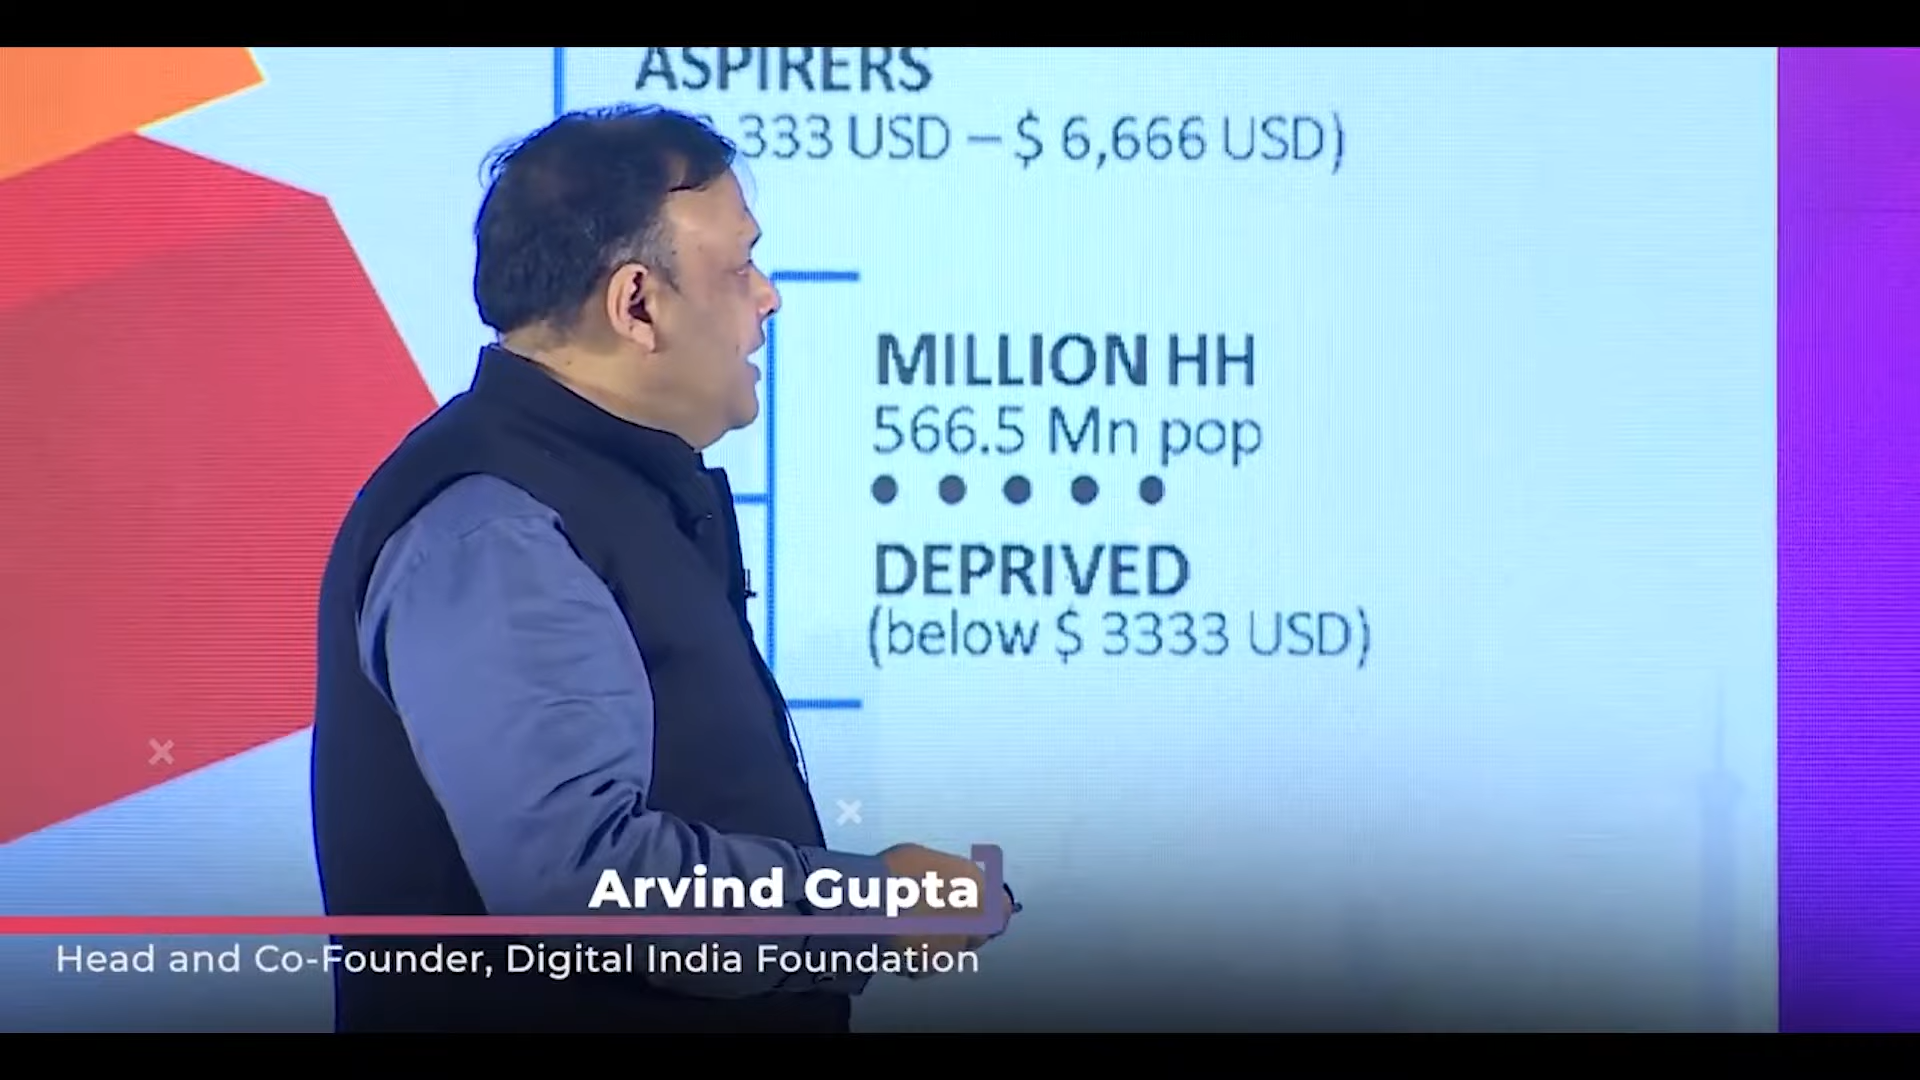 ASPIRERS
333 USD – $ 6,666 USD)
MILLION HH
566.5 Mn pop
DEPRIVED
(below $ 3333 USD)
Arvind Gupta
Head and Co-Founder, Digital India Foundation